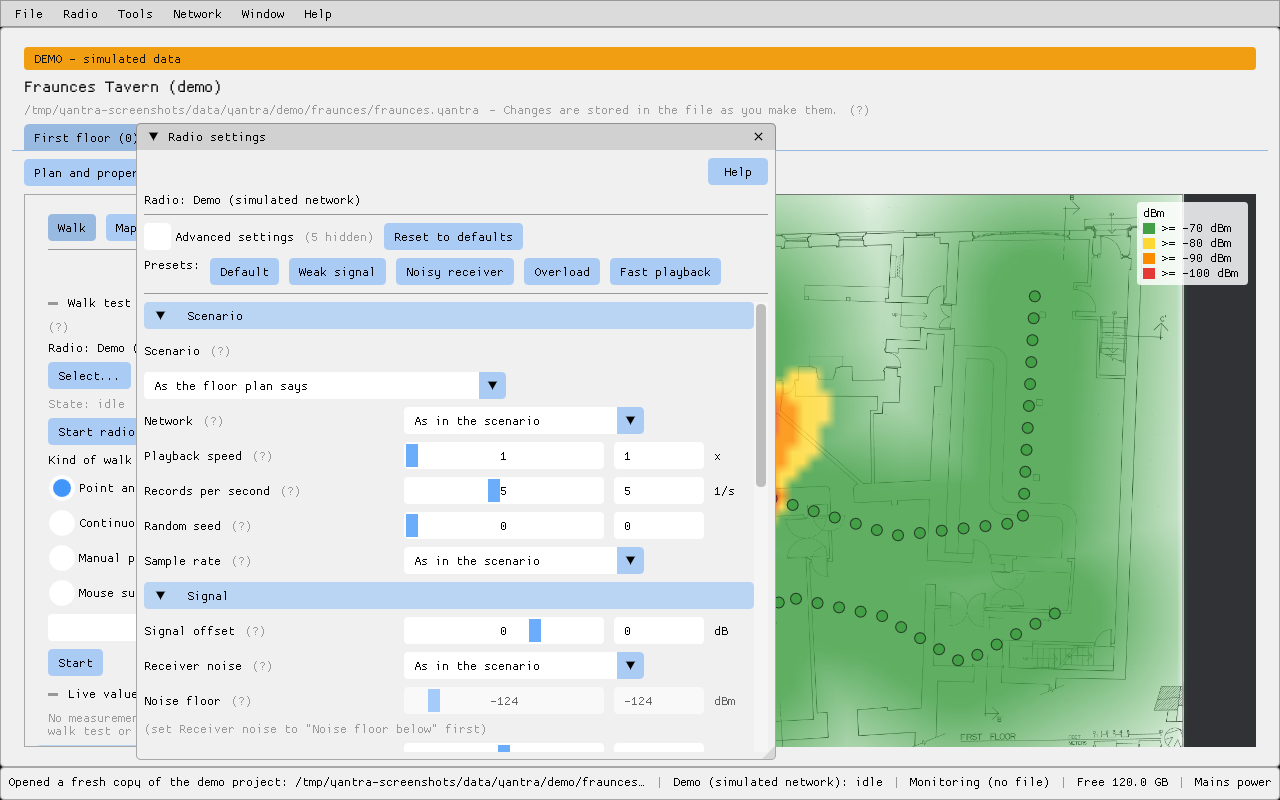 File Radio Tools Network Window Help
DEMO - simulated data
Fraunces Tavern (demo)
/tmp/yantra-screenshots/data/yantra/demo/fraunces/fraunces.yantra - Changes are stored in the file as you make them. (?)
First floor (0)
Plan and proper
Walk Map
Walk test
(?)
Radio: Demo (
Select...
State: idle
Start radio
Kind of walk
Point an
Continuo
Manual p
Mouse su
Start
Live value
No measuremen
walk test or
Radio settings
Help
Radio: Demo (simulated network)
Advanced settings (5 hidden) Reset to defaults
Presets: Default Weak signal Noisy receiver Overload Fast playback
Scenario
Scenario (?)
As the floor plan says
Network (?) As in the scenario
Playback speed (?) 1 1 x
Records per second (?) 5 5 1/s
Random seed (?) 0 0
Sample rate (?) As in the scenario
Signal
Signal offset (?) 0 0 dB
Receiver noise (?) As in the scenario
Noise floor (?) -124 -124 dBm
(set Receiver noise to "Noise floor below" first)
dBm
>= -70 dBm
>= -80 dBm
>= -90 dBm
>= -100 dBm
FIRST FLOOR
Opened a fresh copy of the demo project: /tmp/yantra-screenshots/data/yantra/demo/fraunces… | Demo (simulated network): idle | Monitoring (no file) | Free 120.0 GB | Mains power